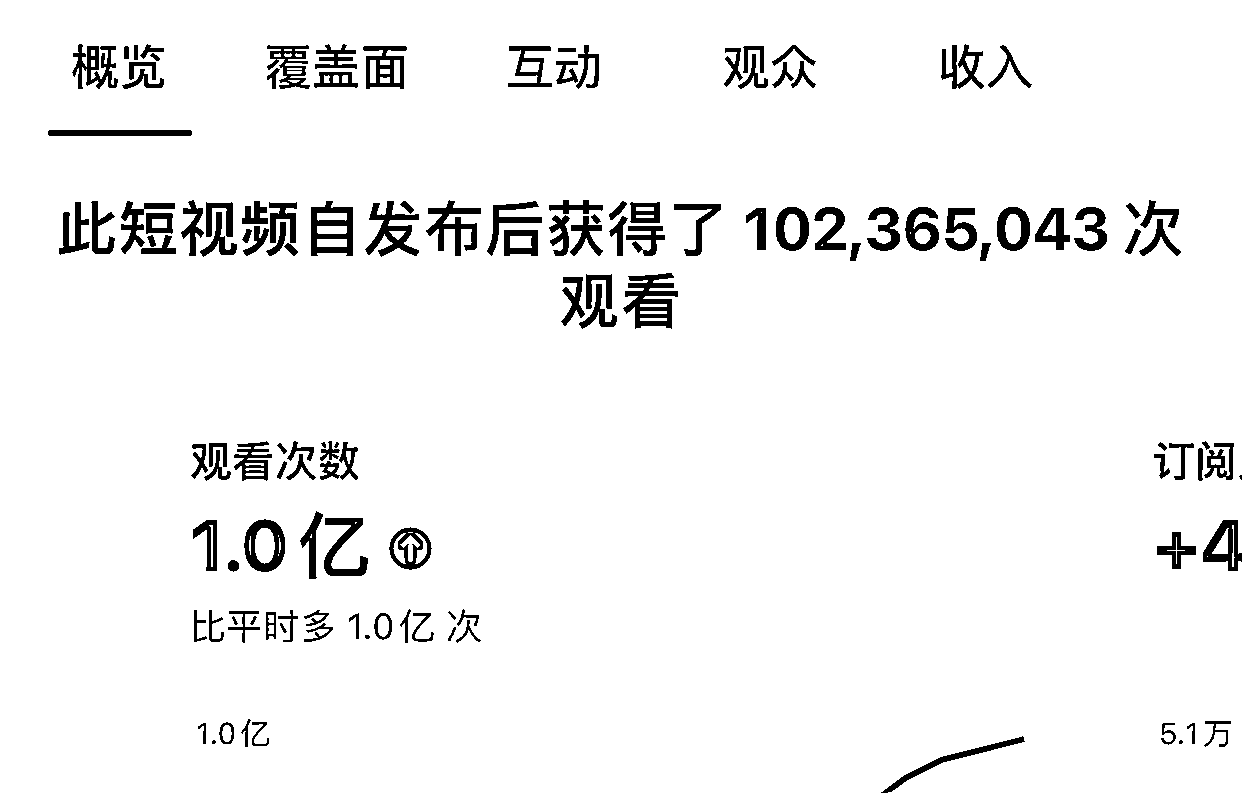 概览 覆盖面 互动 观众 收入
此短视频自发布后获得了 102,365,043 次
观看
观看次数 订阅
1.0 亿 +4
比平时多 1.0 亿 次
1.0 亿 5.1 万